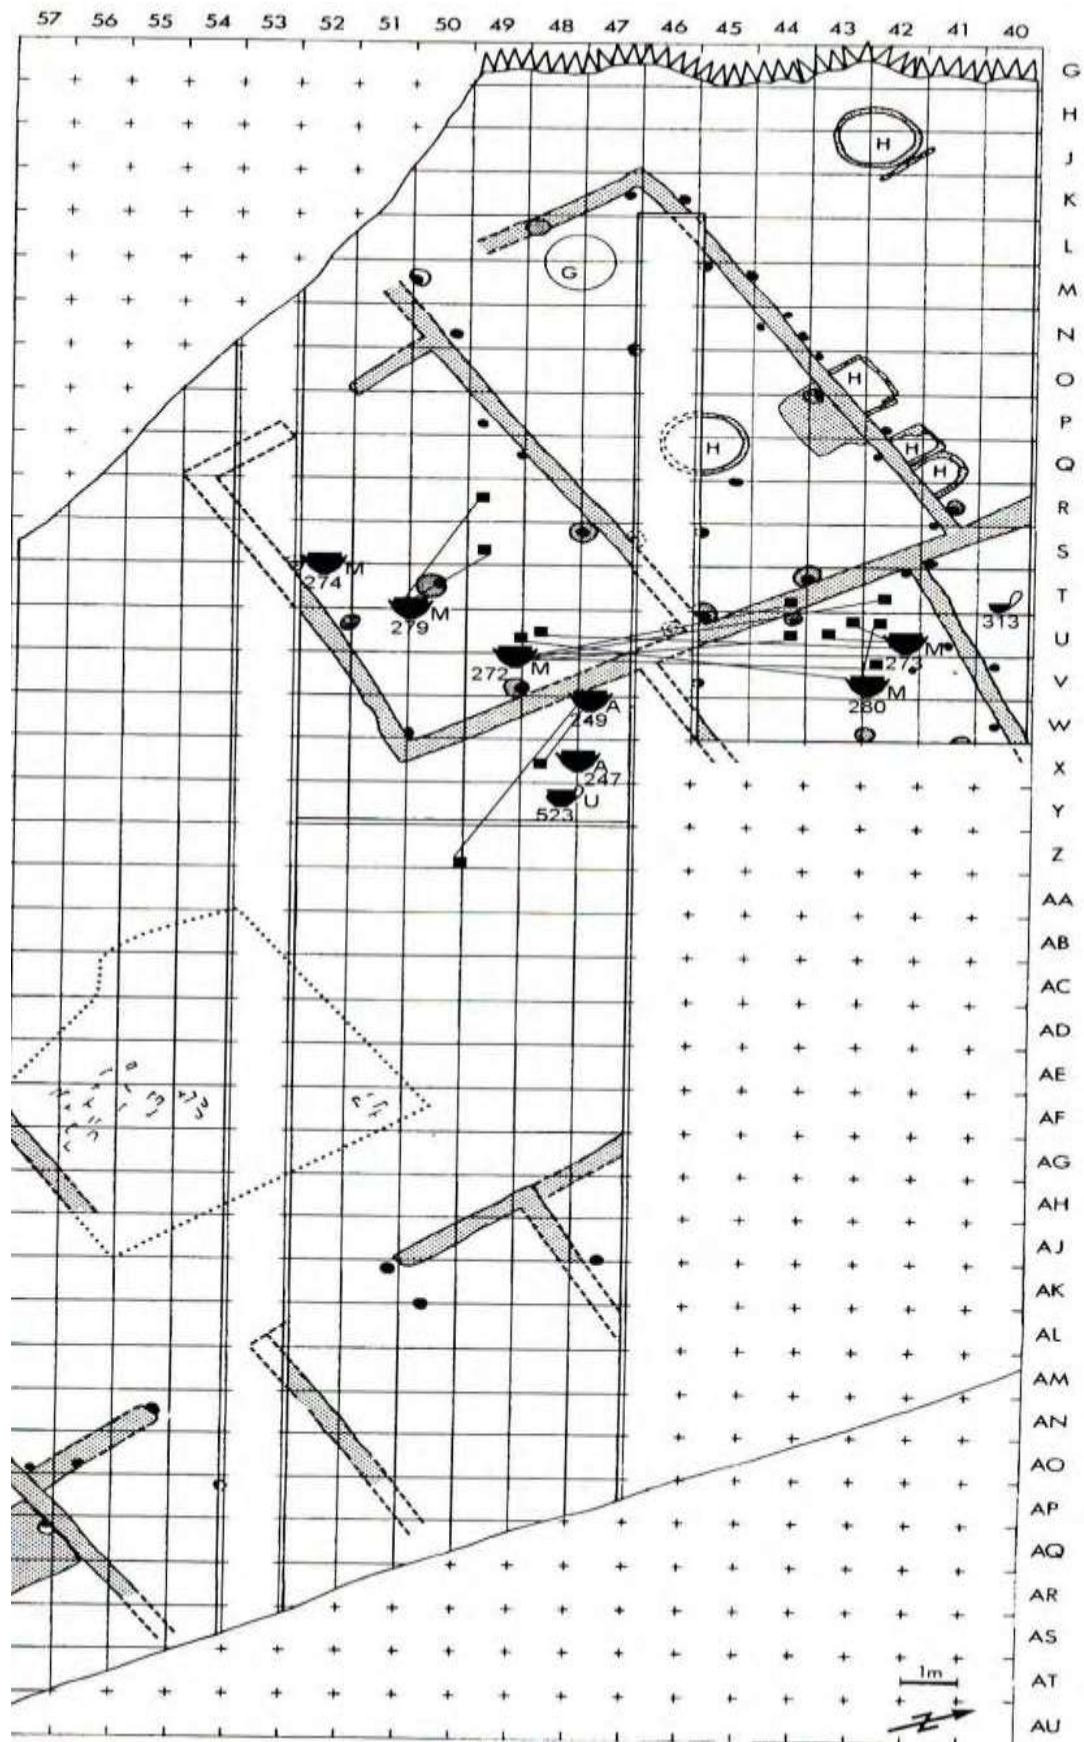 57 56 55 54 53 52 51 50 49 48 47 46 45 44 43 42 41 40
G
H
H
J
K
L
G
M
N
O
H
P
H
H
Q
H
R
S
274 M
T
279 M
313
U
272 M
273 M
V
280 M
249 A
W
X
247 A
523 U
Y
Z
AA
AB
AC
AD
AE
AF
AG
AH
AJ
AK
AL
AM
AN
AO
AP
AQ
AR
AS
1m
AT
N
AU